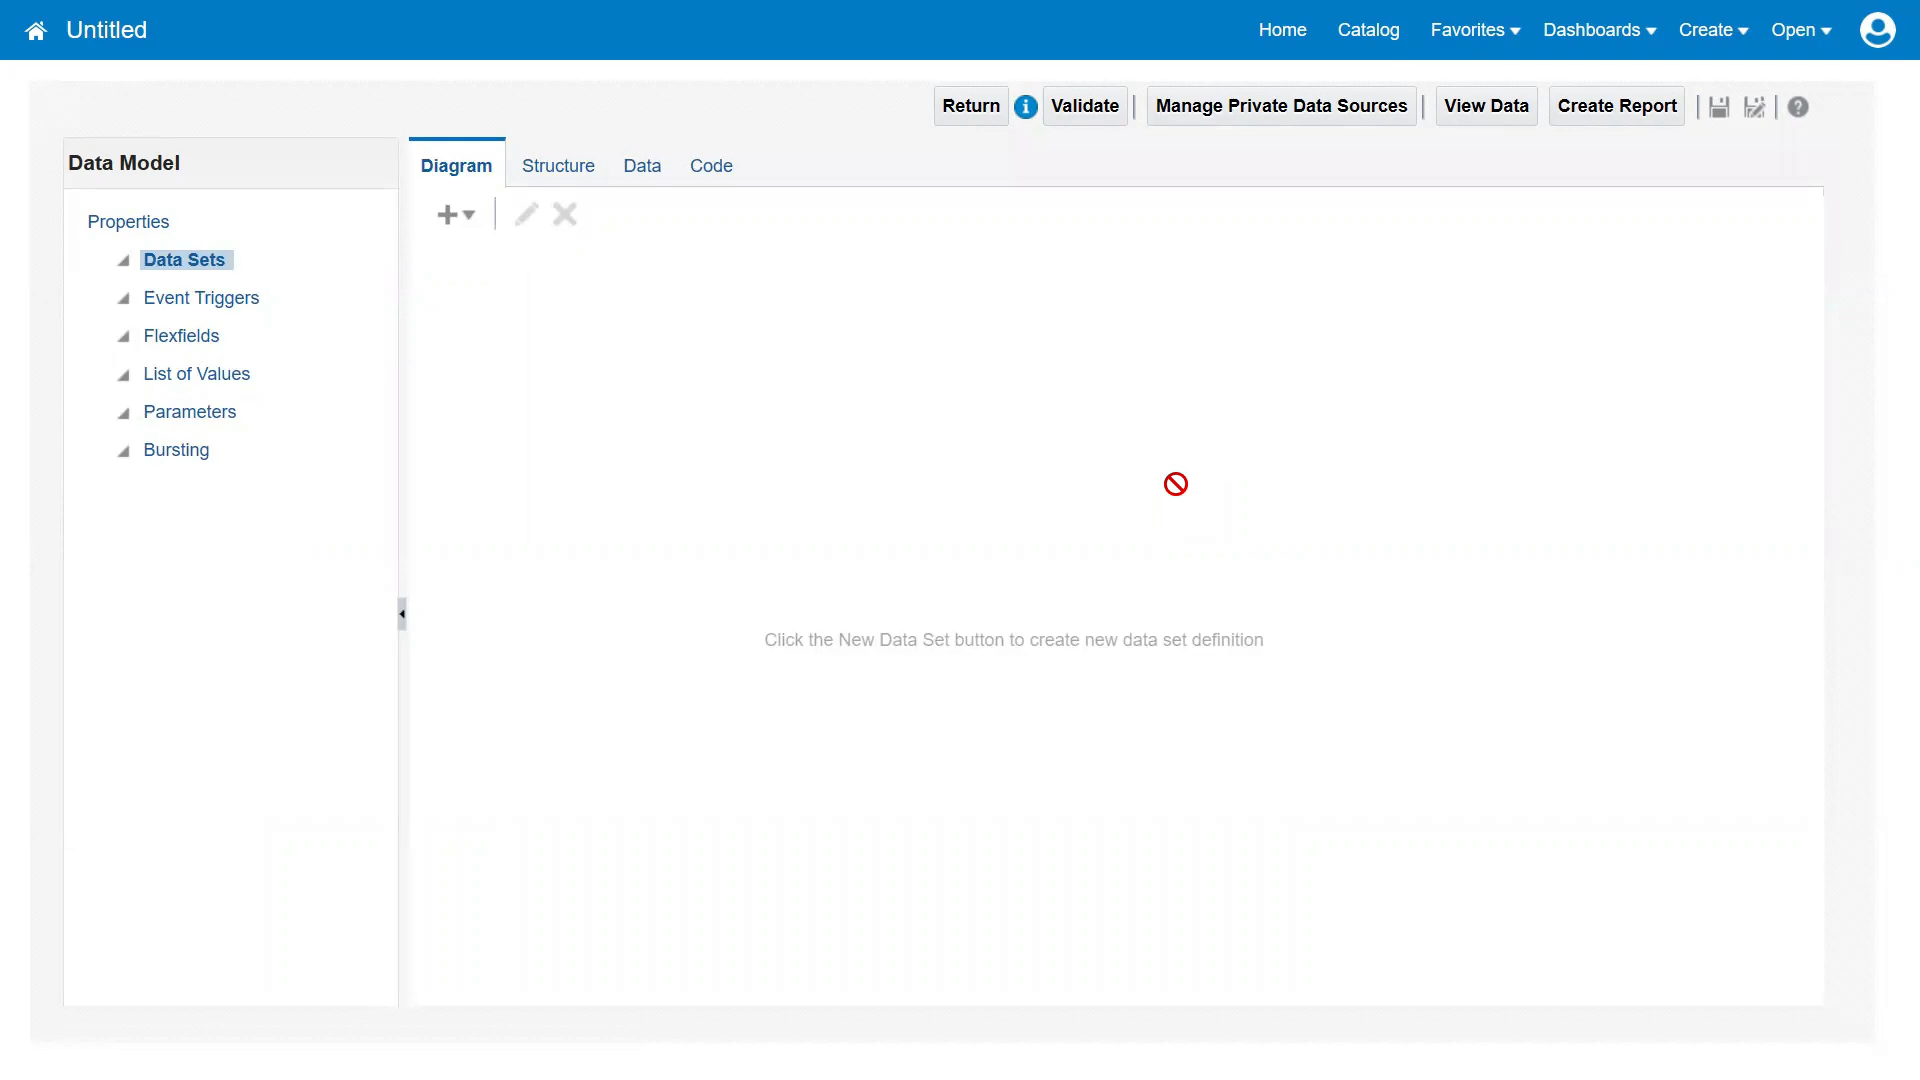 Untitled
Home Catalog Favorites Dashboards Create Open
Return Validate Manage Private Data Sources View Data Create Report
Data Model
Diagram Structure Data Code
Properties
Data Sets
Event Triggers
Flexfields
List of Values
Parameters
Bursting
Click the New Data Set button to create new data set definition